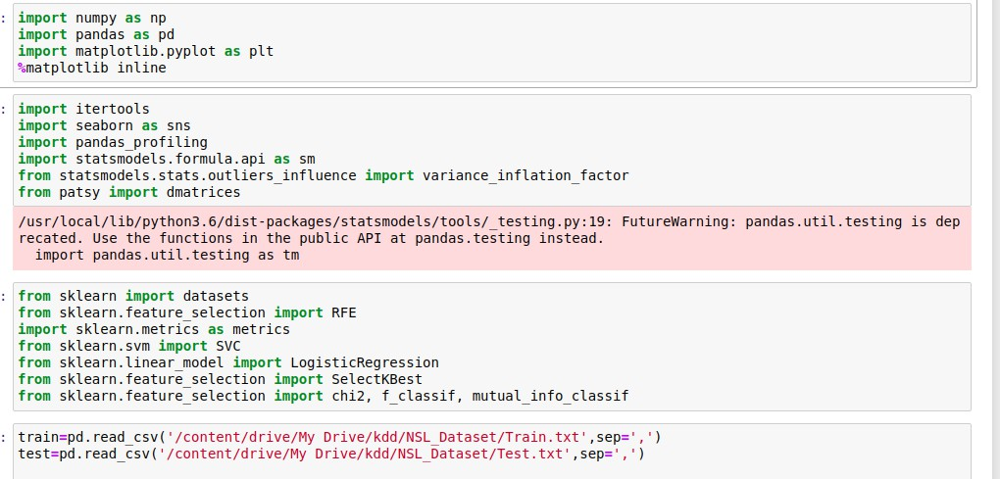 : import numpy as np
import pandas as pd
import matplotlib.pyplot as plt
%matplotlib inline
: import itertools
import seaborn as sns
import pandas_profiling
import statsmodels.formula.api as sm
from statsmodels.stats.outliers_influence import variance_inflation_factor
from patsy import dmatrices
/usr/local/lib/python3.6/dist-packages/statsmodels/tools/_testing.py:19: FutureWarning: pandas.util.testing is dep
recated. Use the functions in the public API at pandas.testing instead.
  import pandas.util.testing as tm
: from sklearn import datasets
from sklearn.feature_selection import RFE
import sklearn.metrics as metrics
from sklearn.svm import SVC
from sklearn.linear_model import LogisticRegression
from sklearn.feature_selection import SelectKBest
from sklearn.feature_selection import chi2, f_classif, mutual_info_classif
: train=pd.read_csv('/content/drive/My Drive/kdd/NSL_Dataset/Train.txt',sep=',')
test=pd.read_csv('/content/drive/My Drive/kdd/NSL_Dataset/Test.txt',sep=',')